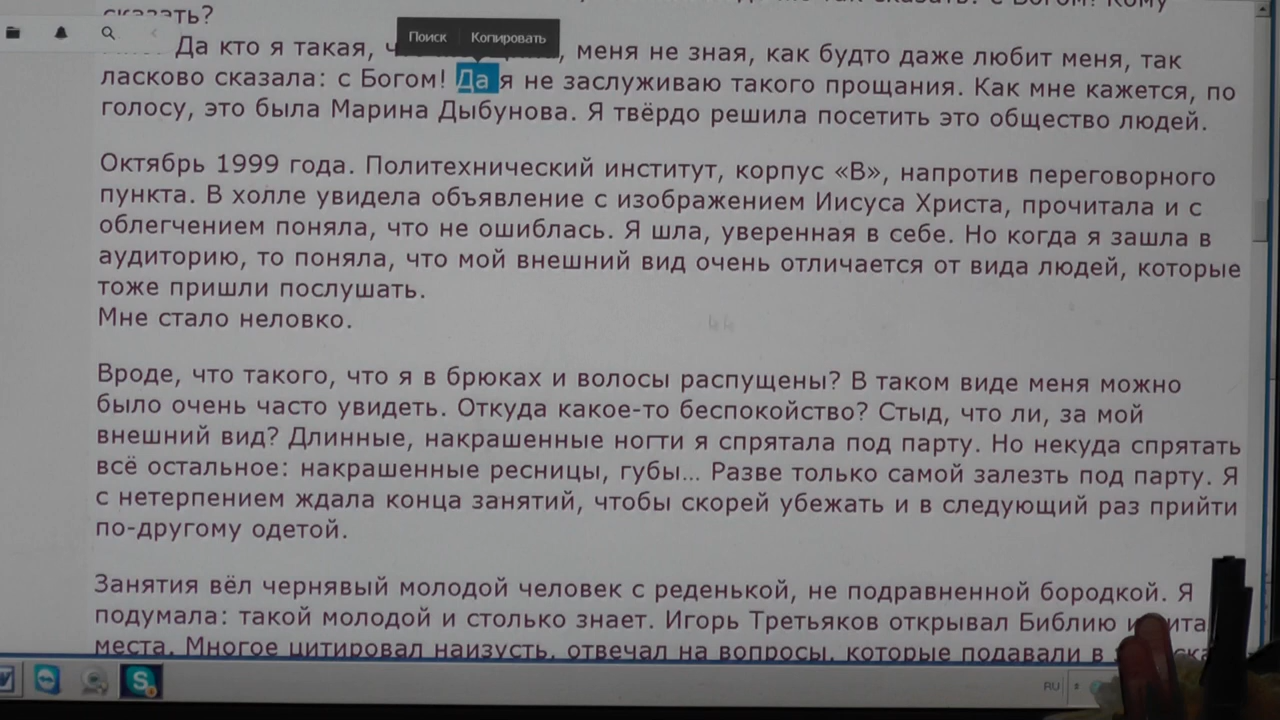 сказать?
Поиск Копировать
Да кто я такая, меня не зная, как будто даже любит меня, так
ласково сказала: с Богом! Да я не заслуживаю такого прощания. Как мне кажется, по
голосу, это была Марина Дыбунова. Я твёрдо решила посетить это общество людей.
Октябрь 1999 года. Политехнический институт, корпус «В», напротив переговорного
пункта. В холле увидела объявление с изображением Иисуса Христа, прочитала и с
облегчением поняла, что не ошиблась. Я шла, уверенная в себе. Но когда я зашла в
аудиторию, то поняла, что мой внешний вид очень отличается от вида людей, которые
тоже пришли послушать.
Мне стало неловко.
Вроде, что такого, что я в брюках и волосы распущены? В таком виде меня можно
было очень часто увидеть. Откуда какое-то беспокойство? Стыд, что ли, за мой
внешний вид? Длинные, накрашенные ногти я спрятала под парту. Но некуда спрятать
всё остальное: накрашенные ресницы, губы... Разве только самой залезть под парту. Я
с нетерпением ждала конца занятий, чтобы скорей убежать и в следующий раз прийти
по-другому одетой.
Занятия вёл чернявый молодой человек с реденькой, не подравненной бородкой. Я
подумала: такой молодой и столько знает. Игорь Третьяков открывал Библию и
места. Многое цитировал наизусть, отвечал на вопросы, которые подавали в
RU